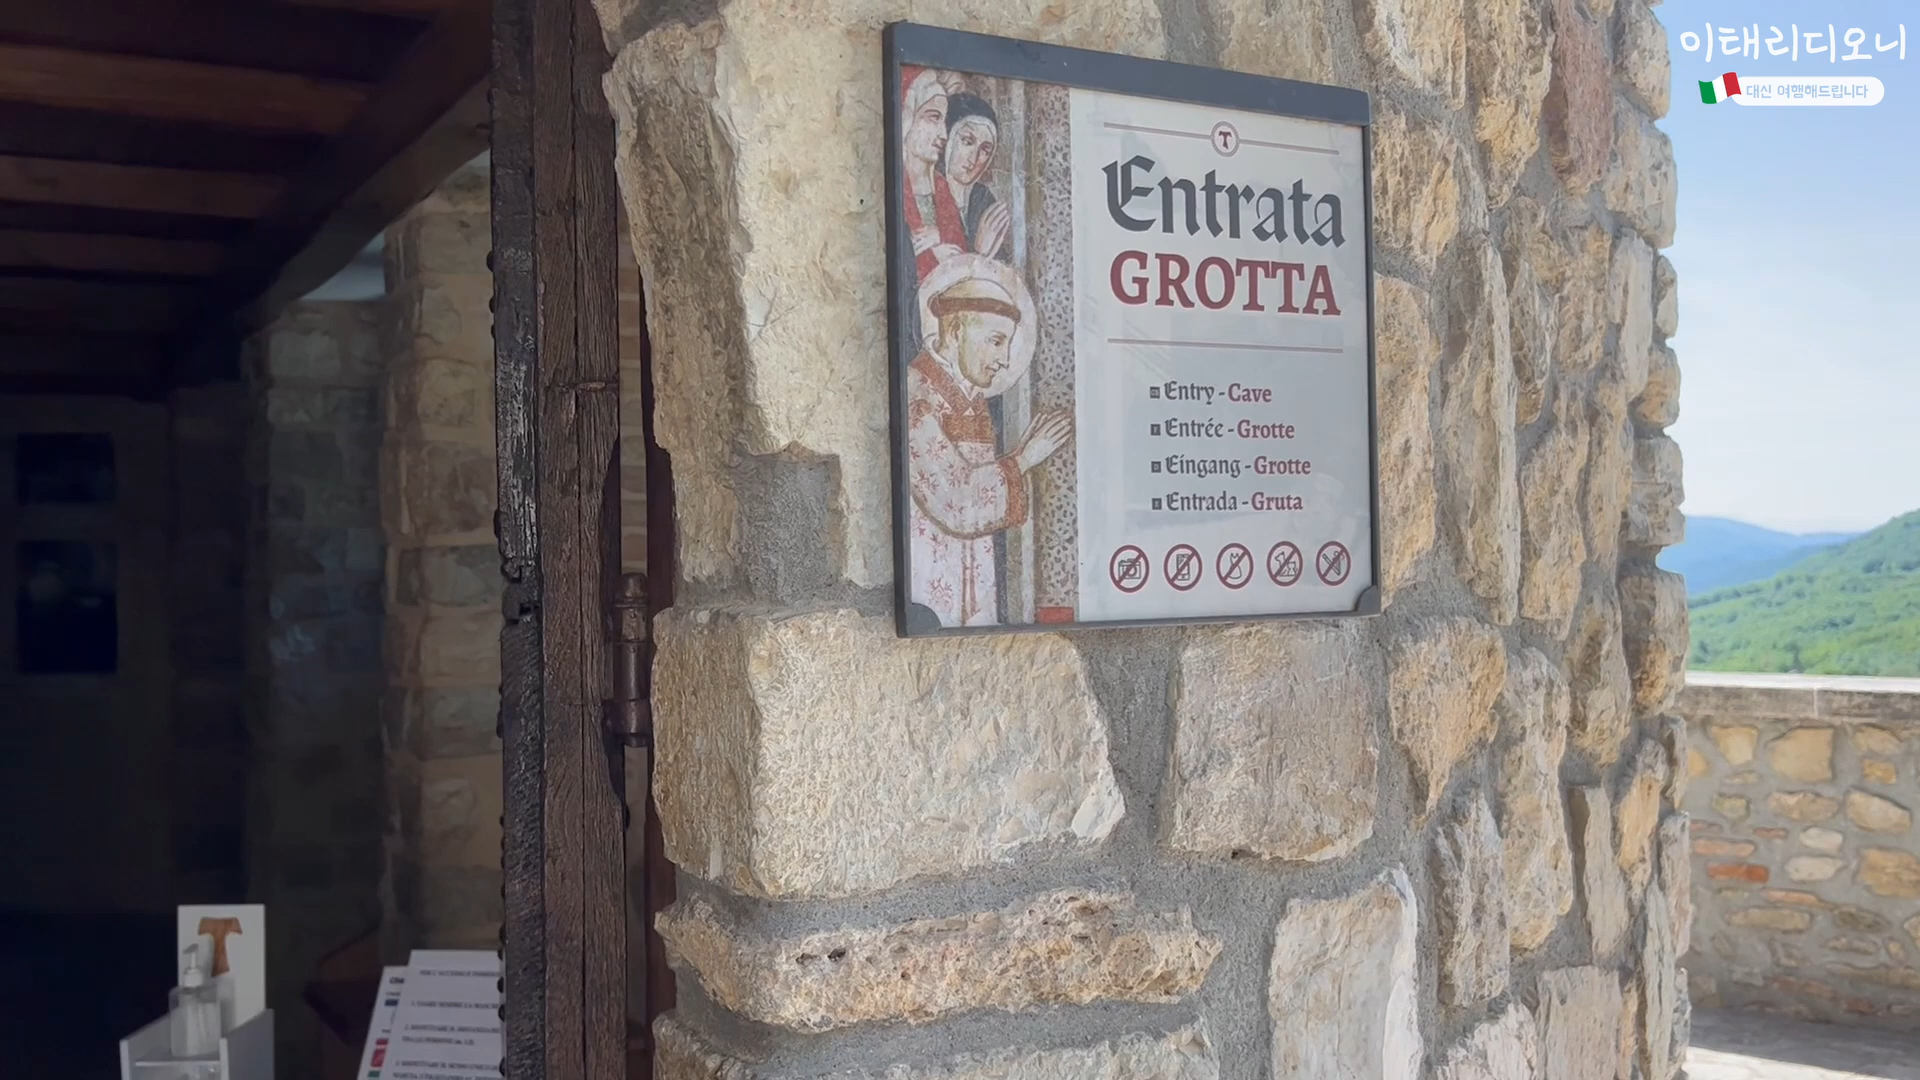 이태리디오니
대신 여행해드립니다
T
Entrata
GROTTA
Entry - Cave
Entrée - Grotte
Eingang - Grotte
Entrada - Gruta